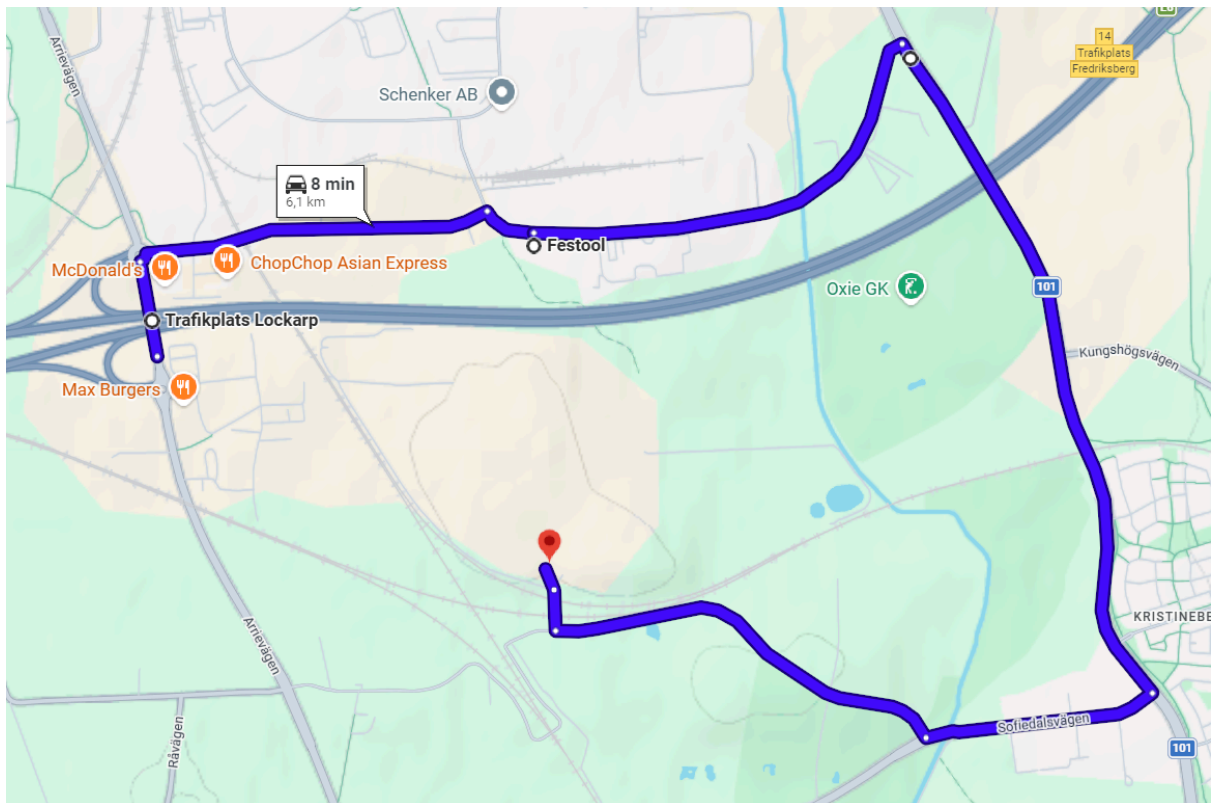 Arrievägen
Schenker AB
14
Trafikplats
Fredriksberg
8 min
6,1 km
Festool
McDonald's
ChopChop Asian Express
Oxie GK
101
Trafikplats Lockarp
Kungshögsvägen
Max Burgers
Arrievägen
KRISTINEBE
Råvägen
Sofiedalsvägen
101